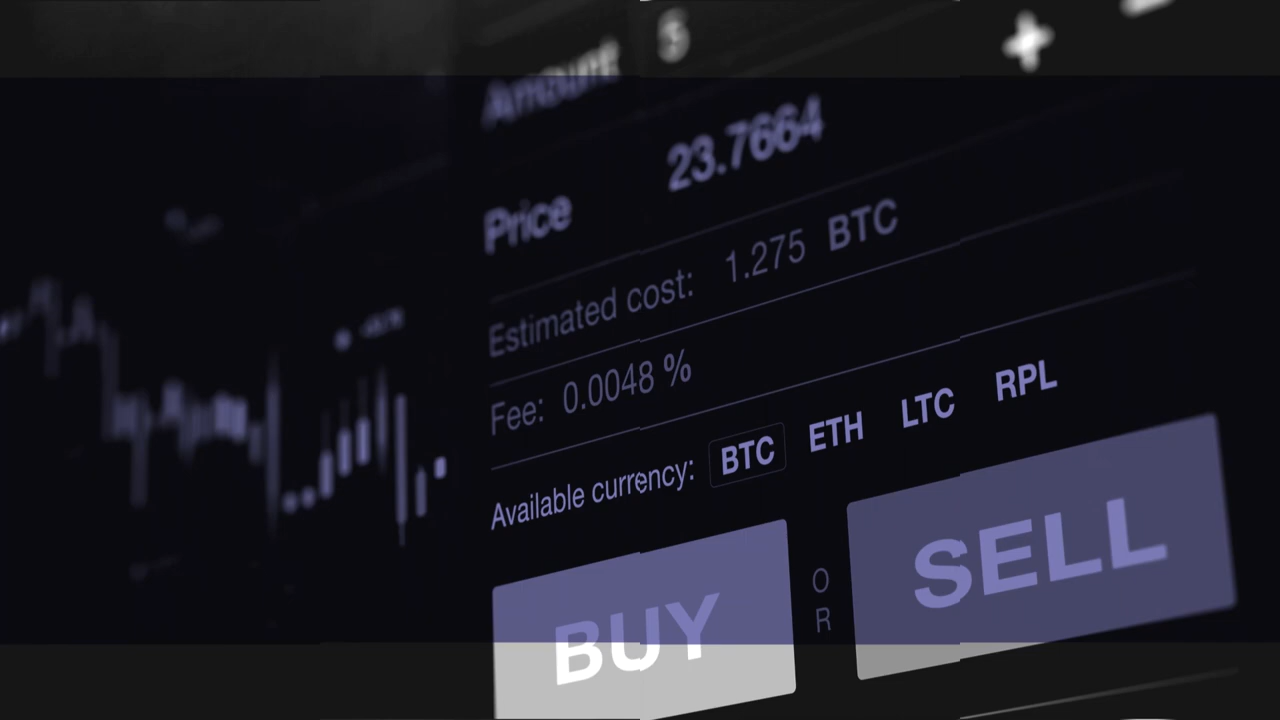 Amount 5
Price 23.7664
Estimated cost: 1.275 BTC
Fee: 0.0048 %
Available currency: BTC ETH LTC RPL
BUY
O
R
SELL